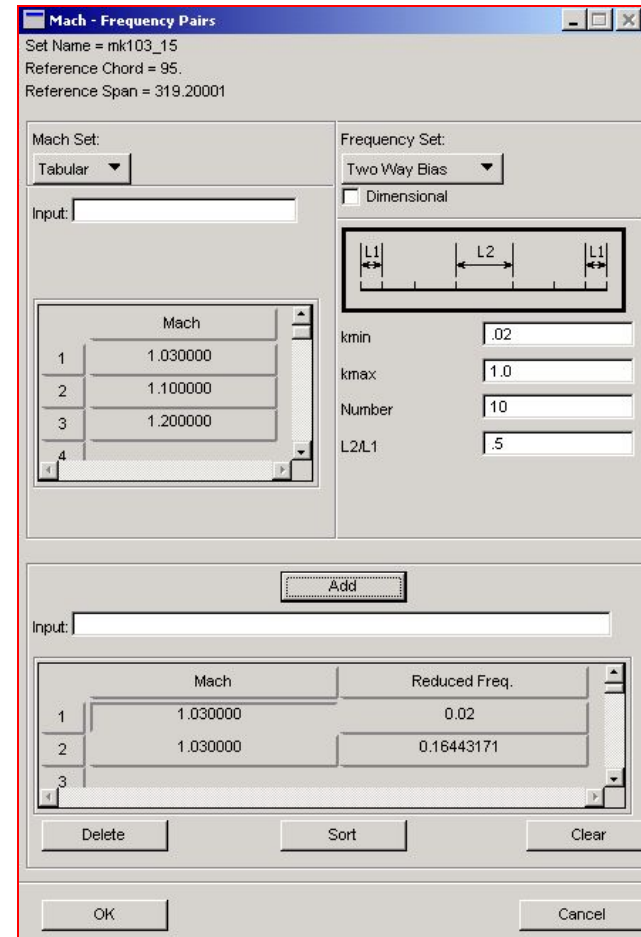 Mach - Frequency Pairs
Set Name = mk103_15
Reference Chord = 95.
Reference Span = 319.20001
Mach Set:
Tabular
Input:
Mach
1 1.030000
2 1.100000
3 1.200000
4
Frequency Set:
Two Way Bias
Dimensional
L1 L2 L1
kmin .02
kmax 1.0
Number 10
L2/L1 .5
Add
Input:
Mach Reduced Freq.
1 1.030000 0.02
2 1.030000 0.16443171
3
Delete Sort Clear
OK Cancel